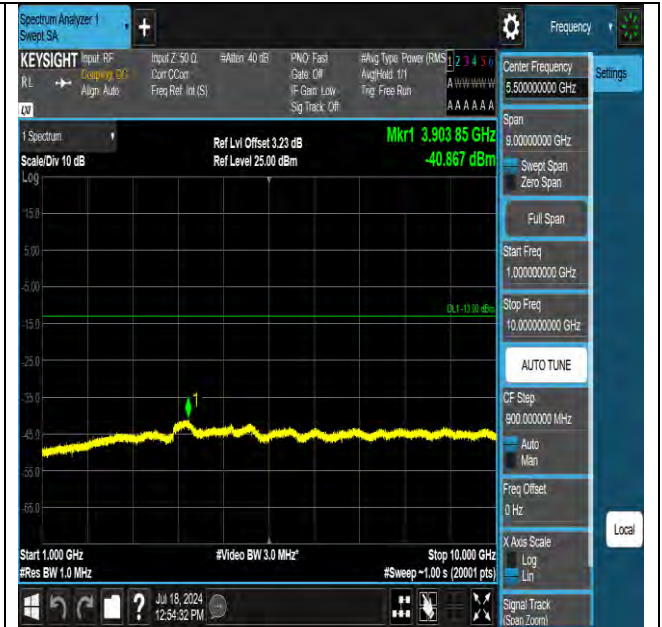 Spectrum Analyzer 1
Swept SA
+
Frequency
KEYSIGHT
RL
Input: RF
Coupling: DC
Align: Auto
Input Z: 50 Ω
Corr CCorr
Freq Ref: Int (S)
#Atten: 40 dB
PNO: Fast
Gate: Off
IF Gain: Low
Sig Track: Off
#Avg Type: Power (RMS
Avg|Hold: 1/1
Trig: Free Run
1 2 3 4 5 6
A W W W W W
A A A A A A
1 Spectrum
Scale/Div 10 dB
Log
Ref Lvl Offset 3.23 dB
Ref Level 25.00 dBm
Mkr1 3.903 85 GHz
-40.867 dBm
15.0
5.00
-5.00
DL1 -13.00 dBm
-15.0
-25.0
-35.0
1
-45.0
-55.0
-65.0
Start 1.000 GHz
#Res BW 1.0 MHz
#Video BW 3.0 MHz*
Stop 10.000 GHz
#Sweep ~1.00 s (20001 pts)
?
Jul 18, 2024
12:54:32 PM
Center Frequency
5.500000000 GHz
Settings
Span
9.00000000 GHz
Swept Span
Zero Span
Full Span
Start Freq
1.000000000 GHz
Stop Freq
10.000000000 GHz
AUTO TUNE
CF Step
900.000000 MHz
Auto
Man
Freq Offset
0 Hz
X Axis Scale
Log
Lin
Local
Signal Track
(Span Zoom)